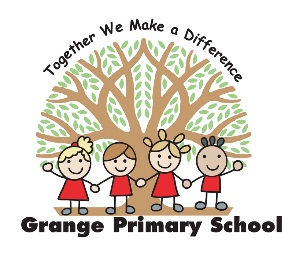 Together We Make a Difference
Grange Primary School